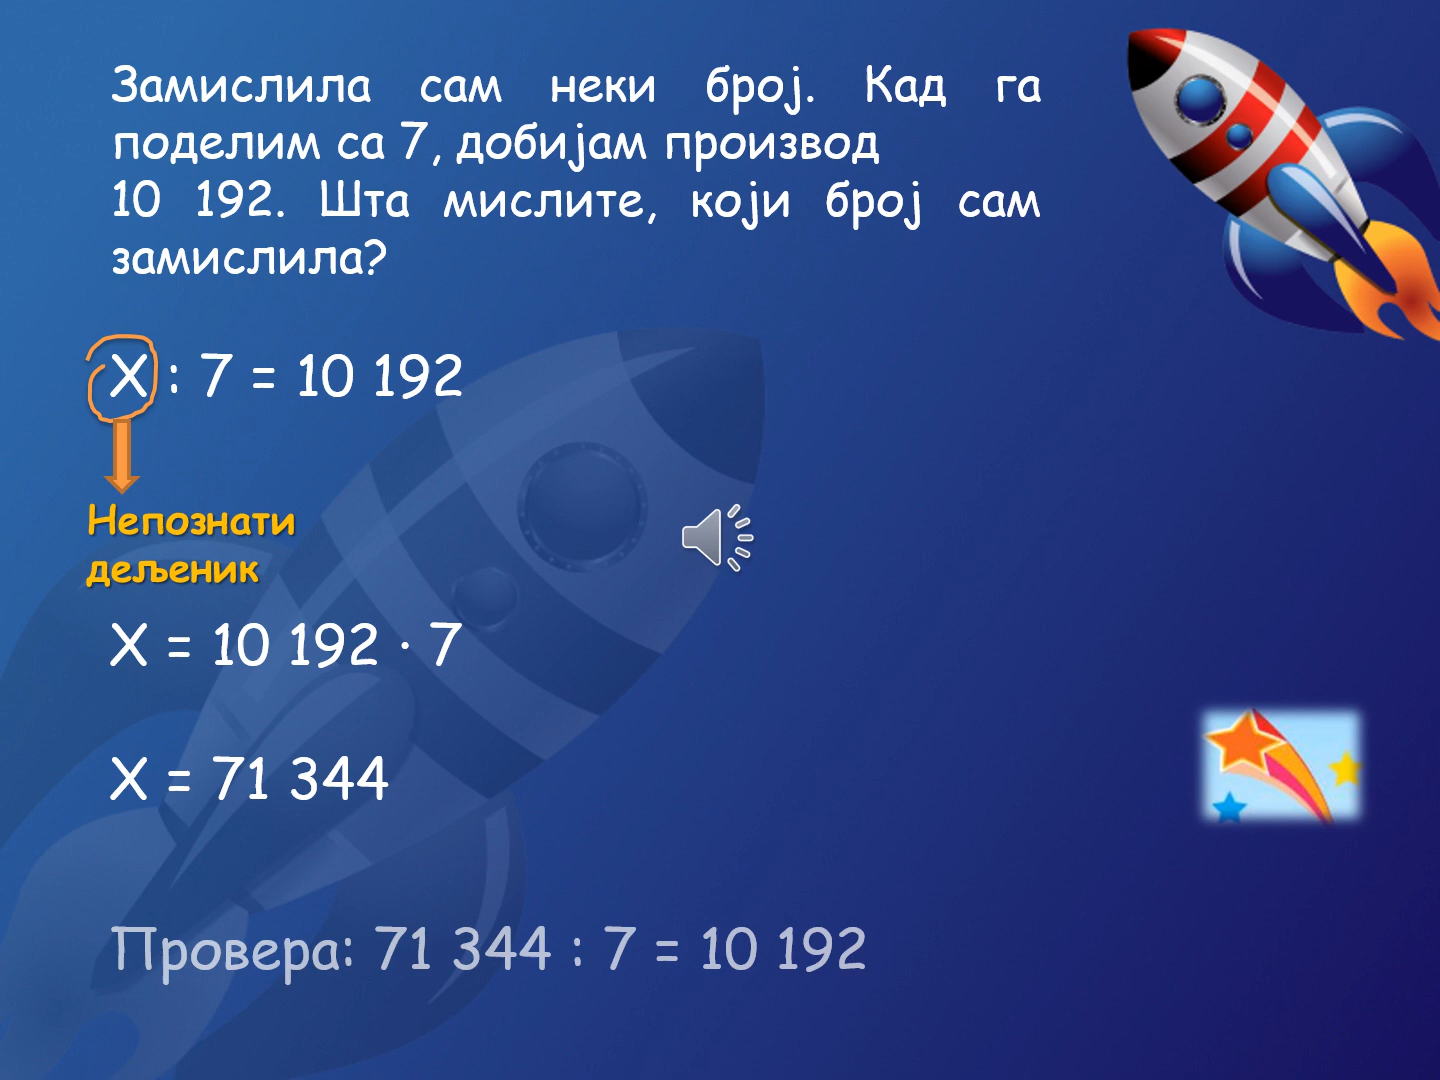 Замислила сам неки број. Кад га
поделим са 7, добијам производ
10 192. Шта мислите, који број сам
замислила?
X : 7 = 10 192
Непознати
дељеник
X = 10 192 · 7
X = 71 344
Провера: 71 344 : 7 = 10 192